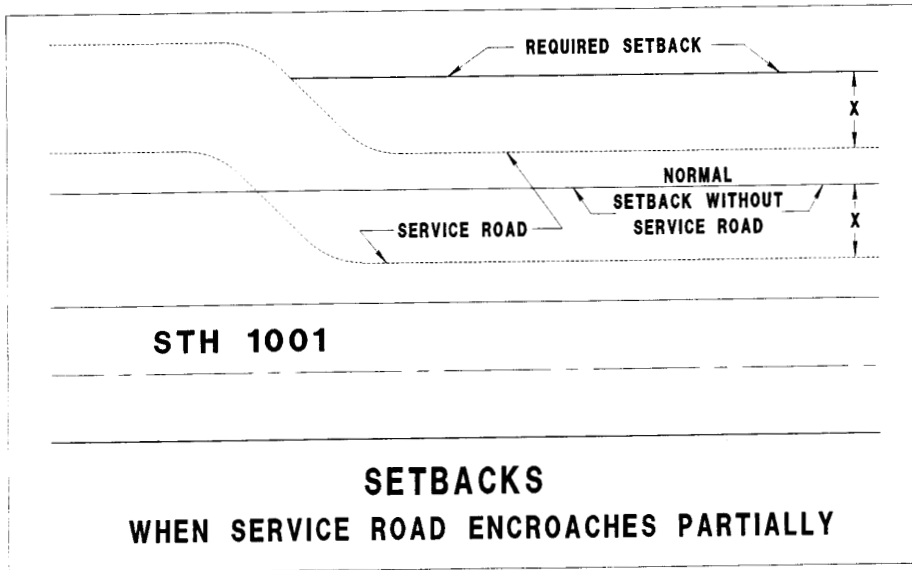 REQUIRED SETBACK
X
NORMAL
SETBACK WITHOUT
SERVICE ROAD
X
SERVICE ROAD
STH 1001
SETBACKS
WHEN SERVICE ROAD ENCROACHES PARTIALLY